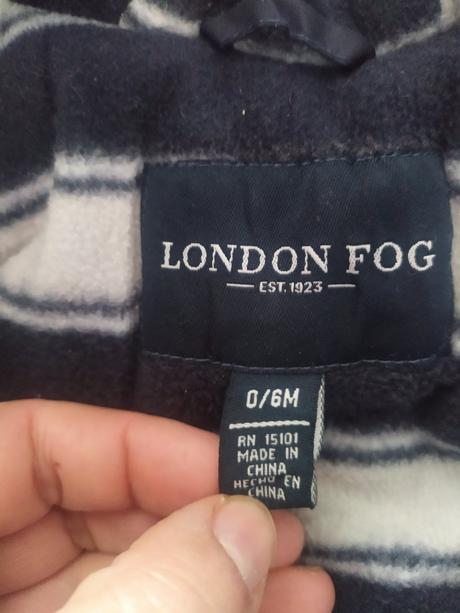 LONDON FOG
EST. 1923
0/6M
RN 15101
MADE IN
CHINA
HECHO EN
CHINA